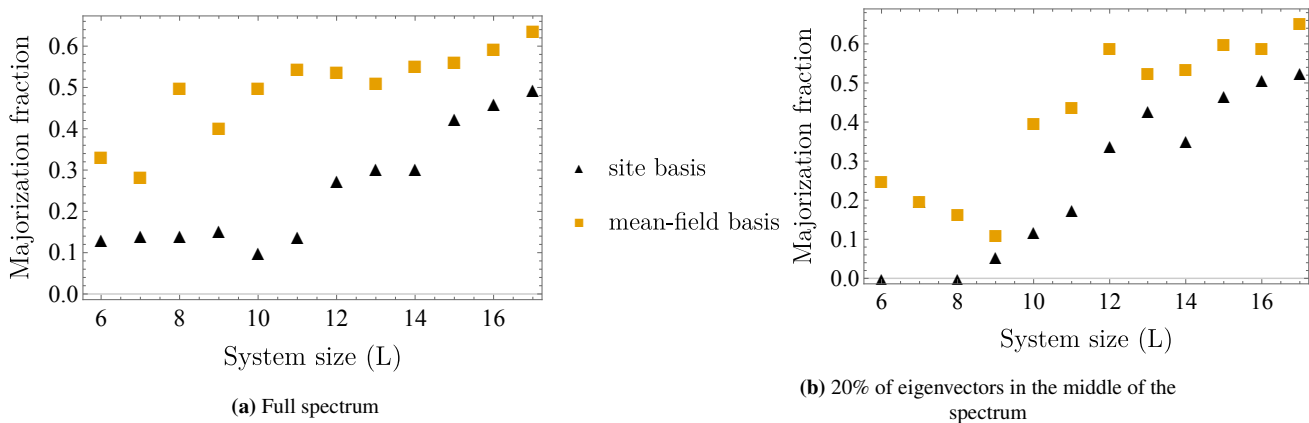 Majorization fraction
0.6
0.5
0.4
0.3
0.2
0.1
0.0
6 8 10 12 14 16
System size (L)
(a) Full spectrum
site basis
mean-field basis
Majorization fraction
0.6
0.5
0.4
0.3
0.2
0.1
0.0
6 8 10 12 14 16
System size (L)
(b) 20% of eigenvectors in the middle of the
spectrum